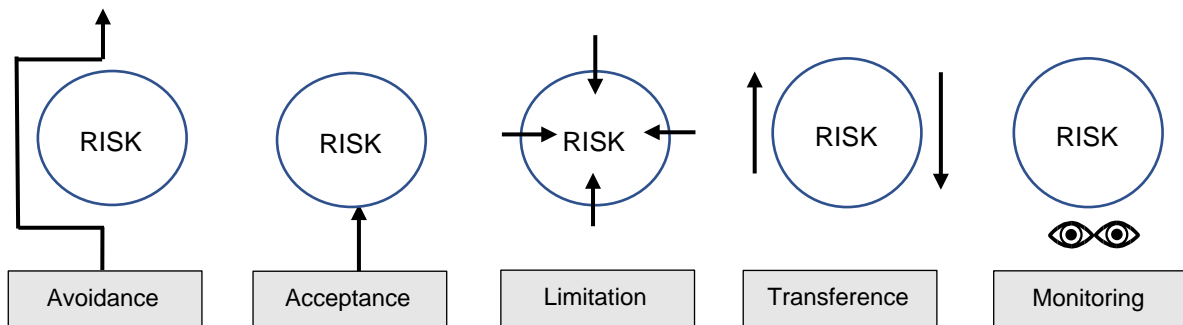 RISK
RISK
RISK
RISK
RISK
Avoidance
Acceptance
Limitation
Transference
Monitoring